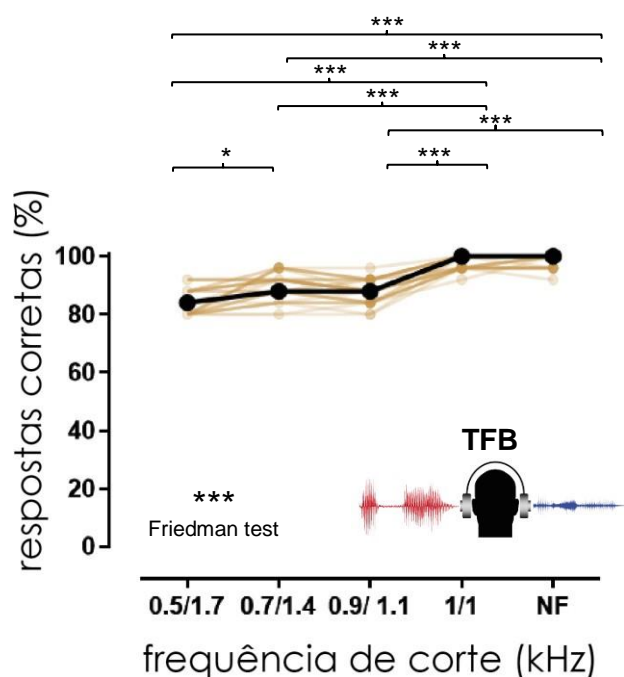 ***
***
***
***
***
*
***
respostas corretas (%)
100
80
60
40
20
0
TFB
***
Friedman test
0.5/1.7 0.7/1.4 0.9/ 1.1 1/1 NF
frequência de corte (kHz)